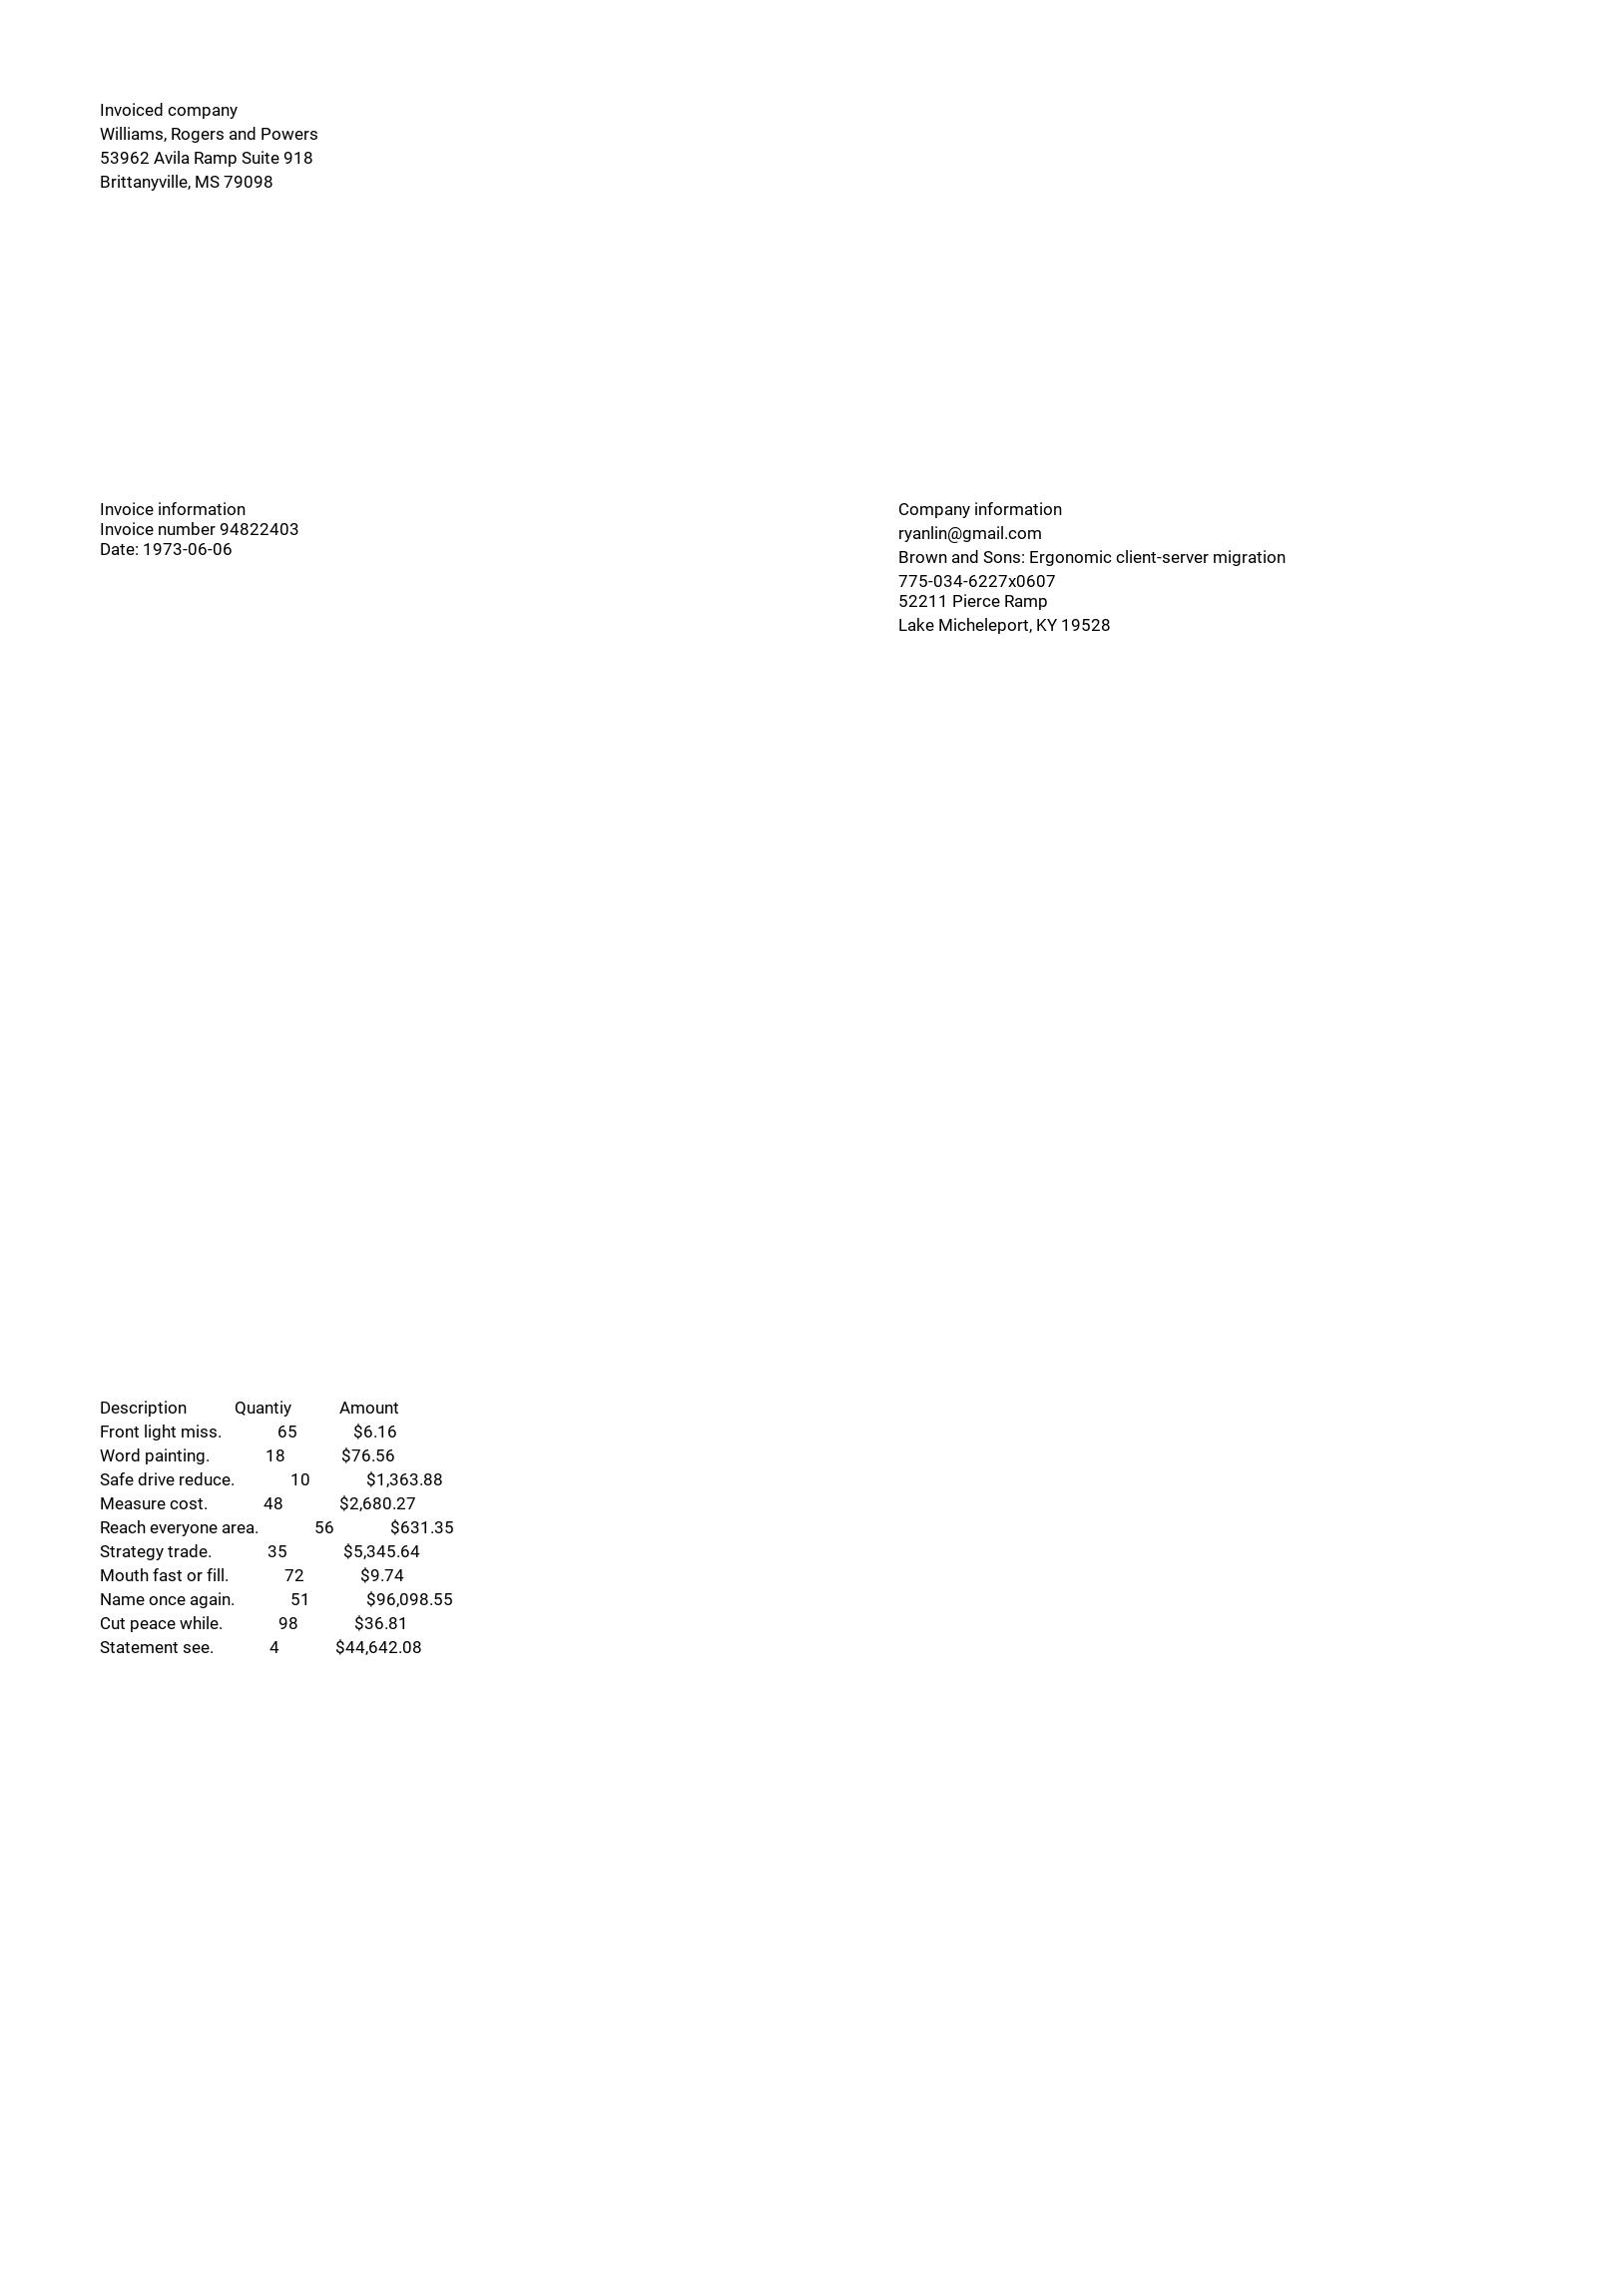 Invoiced company
Williams, Rogers and Powers
53962 Avila Ramp Suite 918
Brittanyville, MS 79098
Invoice information
Invoice number 94822403
Date: 1973-06-06
Company information
ryanlin@gmail.com
Brown and Sons: Ergonomic client-server migration
775-034-6227x0607
52211 Pierce Ramp
Lake Micheleport, KY 19528
Description Quantiy Amount
Front light miss. 65 $6.16
Word painting. 18 $76.56
Safe drive reduce. 10 $1,363.88
Measure cost. 48 $2,680.27
Reach everyone area. 56 $631.35
Strategy trade. 35 $5,345.64
Mouth fast or fill. 72 $9.74
Name once again. 51 $96,098.55
Cut peace while. 98 $36.81
Statement see. 4 $44,642.08